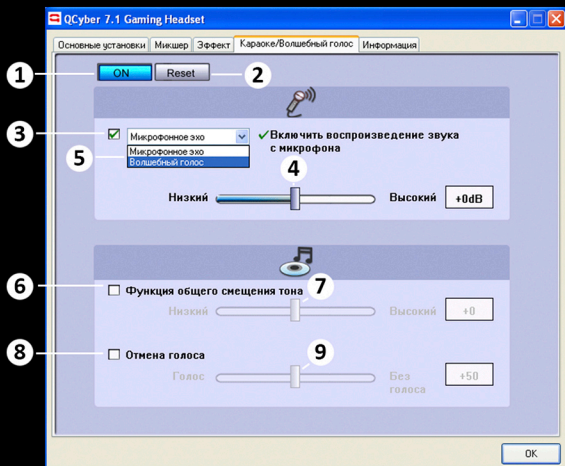 QCyber 7.1 Gaming Headset
Основные установки Микшер Эффект Караоке/Волшебный голос Информация
1 ON Reset 2
3 Микрофонное эхо ✓Включить воспроизведение звука
с микрофона
5 Микрофонное эхо
Волшебный голос
4
Низкий Высокий +0dB
6 Функция общего смещения тона 7
Низкий Высокий +0
8 Отмена голоса 9
Голос Без голоса +50
OK